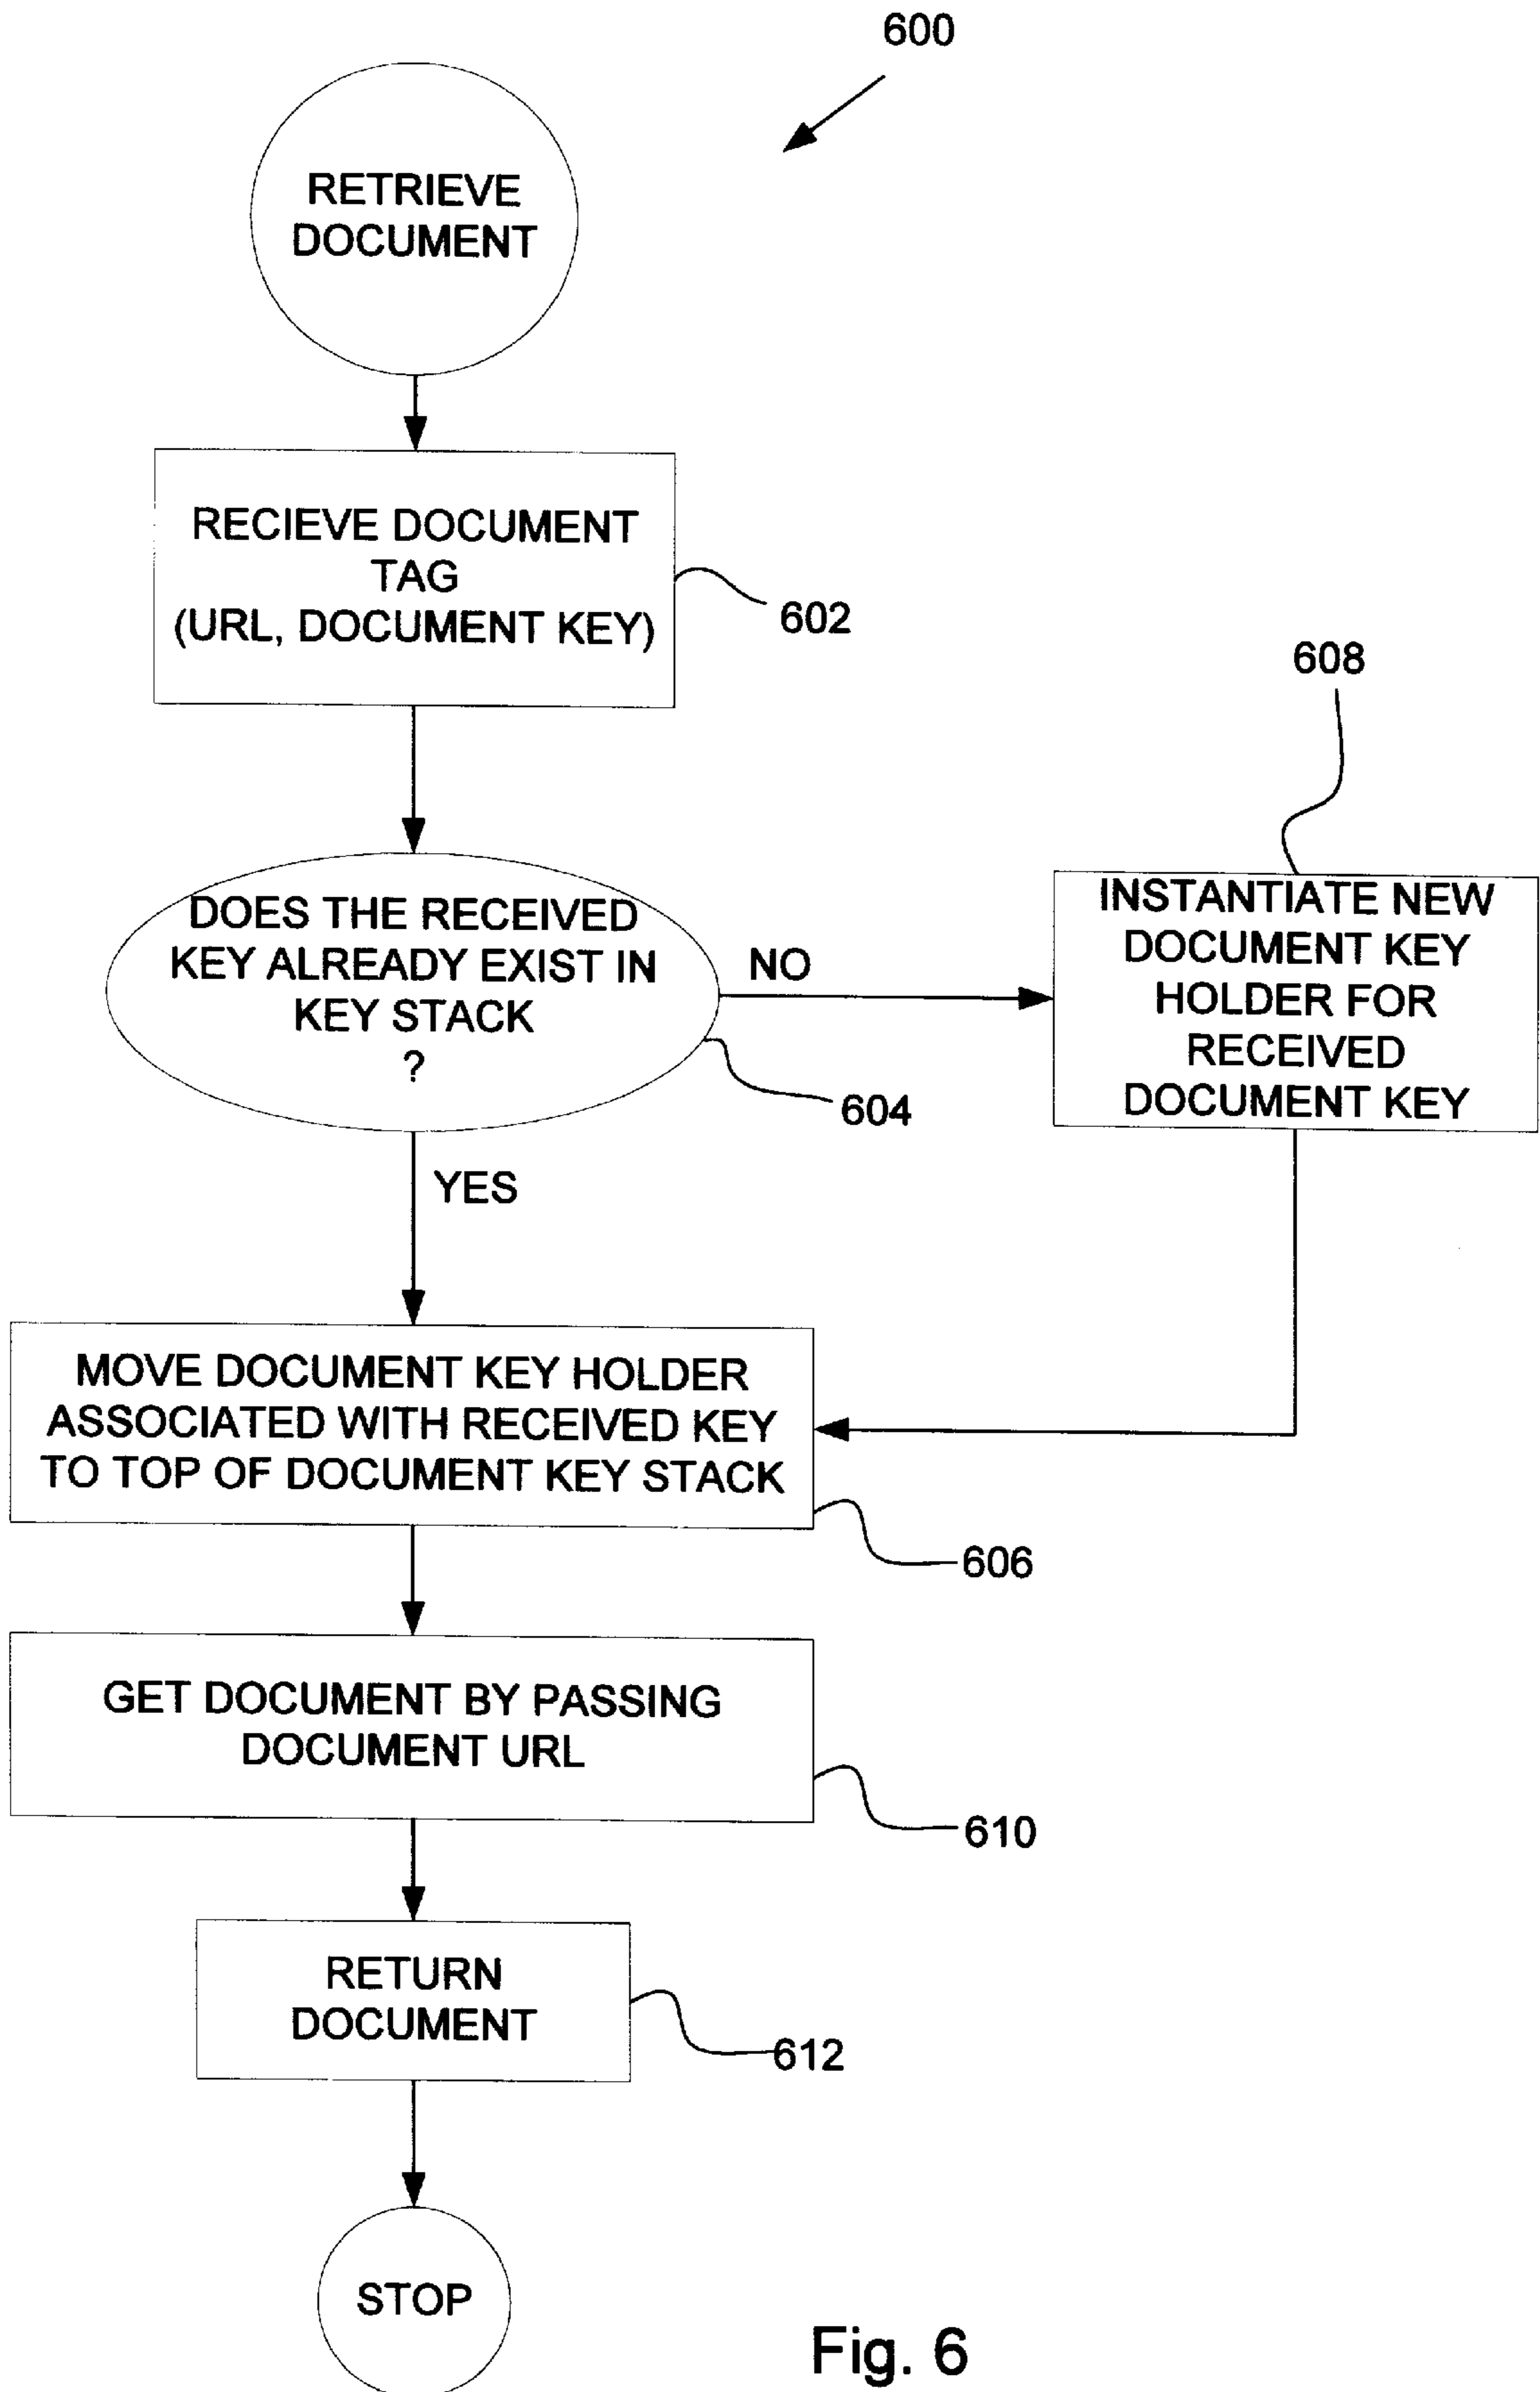 600
RETRIEVE
DOCUMENT
RECIEVE DOCUMENT
TAG
(URL, DOCUMENT KEY)
602
608
DOES THE RECEIVED
KEY ALREADY EXIST IN
KEY STACK
?
NO
604
INSTANTIATE NEW
DOCUMENT KEY
HOLDER FOR
RECEIVED
DOCUMENT KEY
YES
MOVE DOCUMENT KEY HOLDER
ASSOCIATED WITH RECEIVED KEY
TO TOP OF DOCUMENT KEY STACK
606
GET DOCUMENT BY PASSING
DOCUMENT URL
610
RETURN
DOCUMENT
612
STOP
Fig. 6